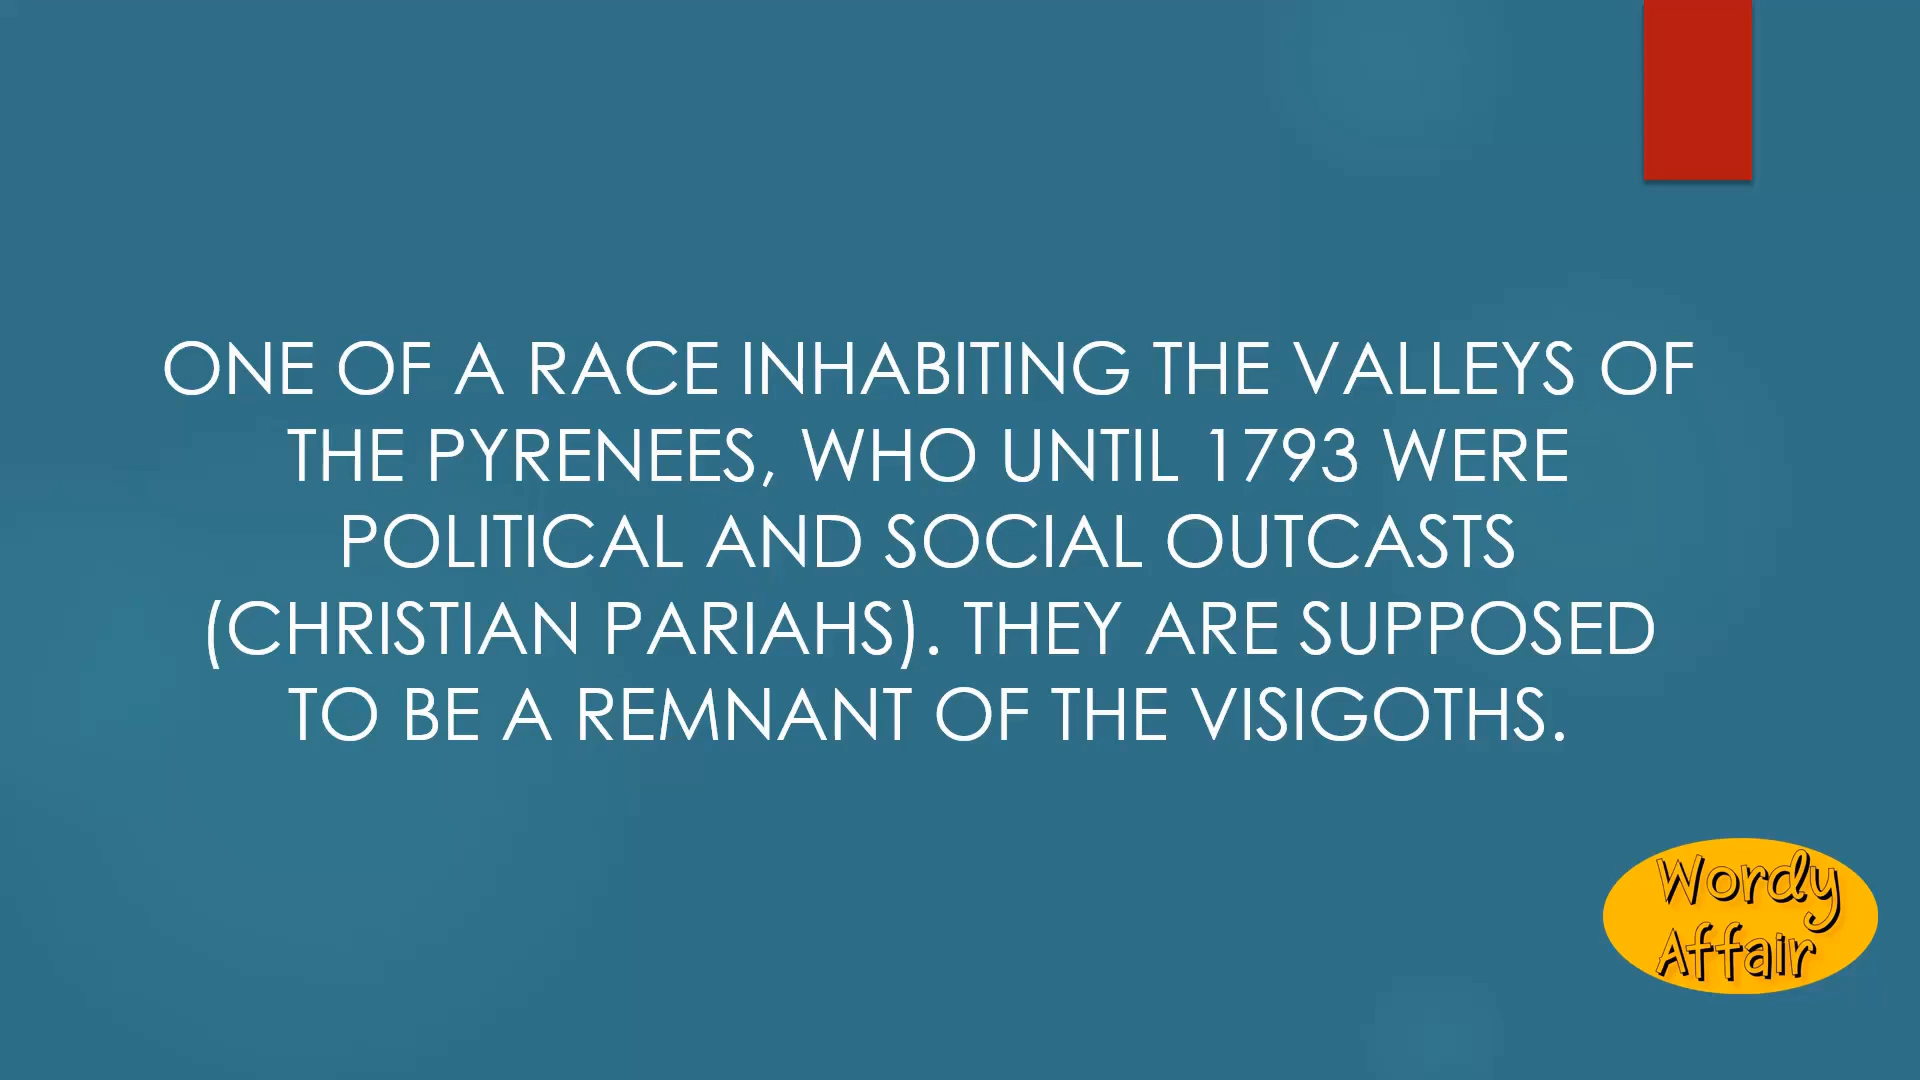 ONE OF A RACE INHABITING THE VALLEYS OF
THE PYRENEES, WHO UNTIL 1793 WERE
POLITICAL AND SOCIAL OUTCASTS
(CHRISTIAN PARIAHS). THEY ARE SUPPOSED
TO BE A REMNANT OF THE VISIGOTHS.
Wordy
Affair